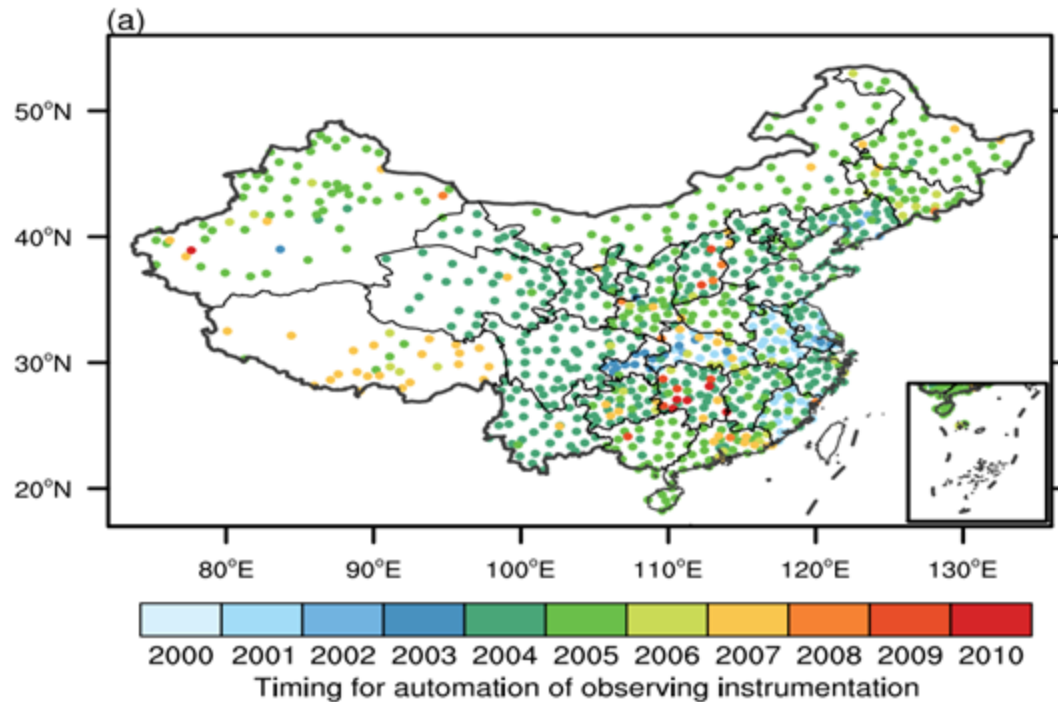 (a)
50°N
40°N
30°N
20°N
80°E 90°E 100°E 110°E 120°E 130°E
2000 2001 2002 2003 2004 2005 2006 2007 2008 2009 2010
Timing for automation of observing instrumentation